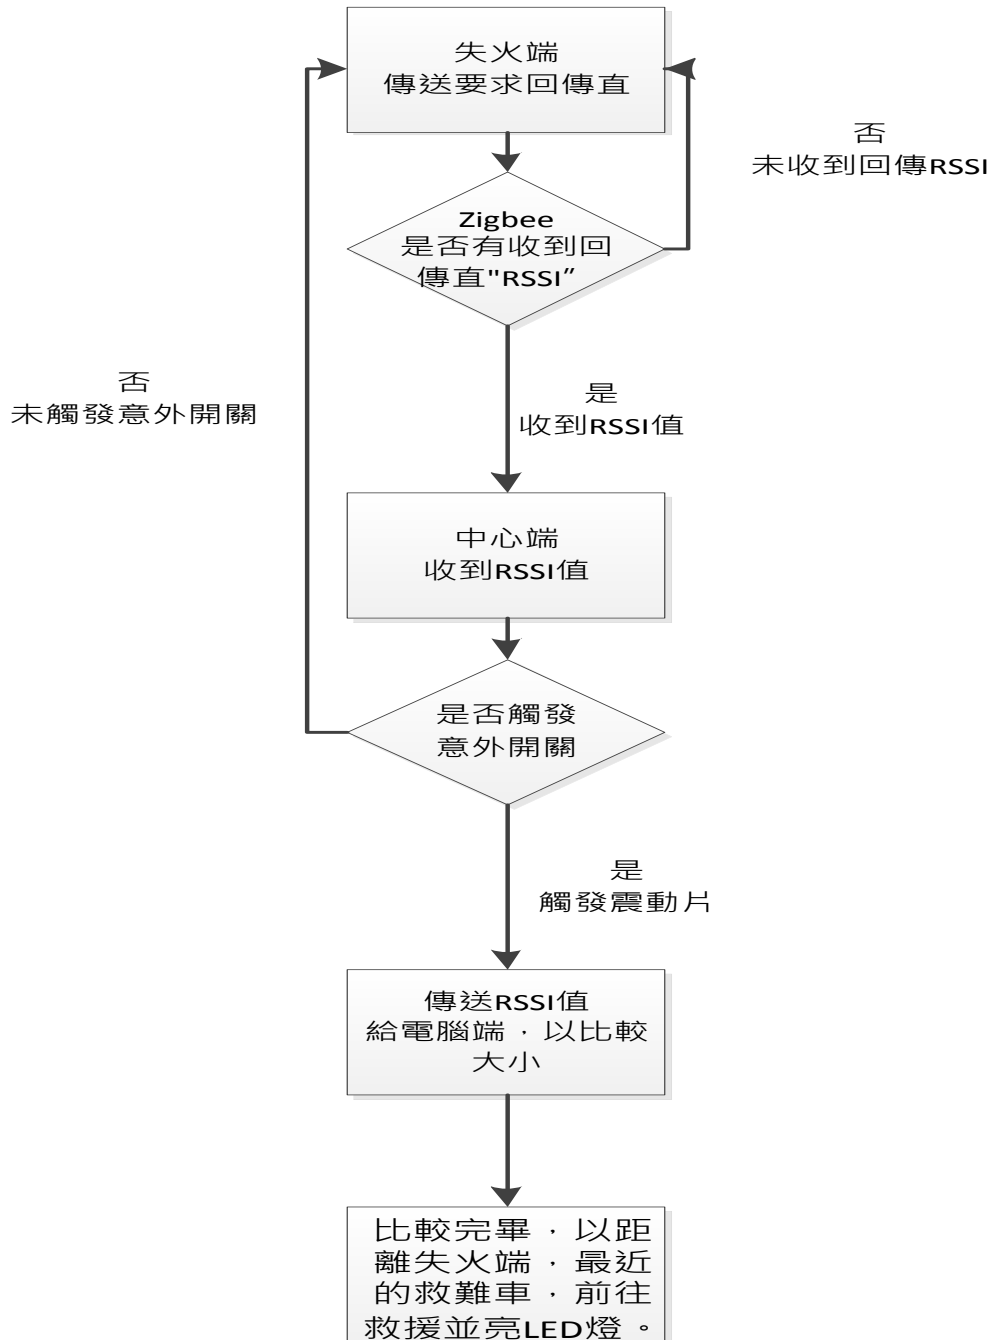 失火端
傳送要求回傳直
否
未收到回傳RSSI
Zigbee
是否有收到回
傳直"RSSI”
否
未觸發意外開關
是
收到RSSI值
中心端
收到RSSI值
是否觸發
意外開關
是
觸發震動片
傳送RSSI值
給電腦端，以比較
大小
比較完畢，以距
離失火端，最近
的救難車，前往
救援並亮LED燈。